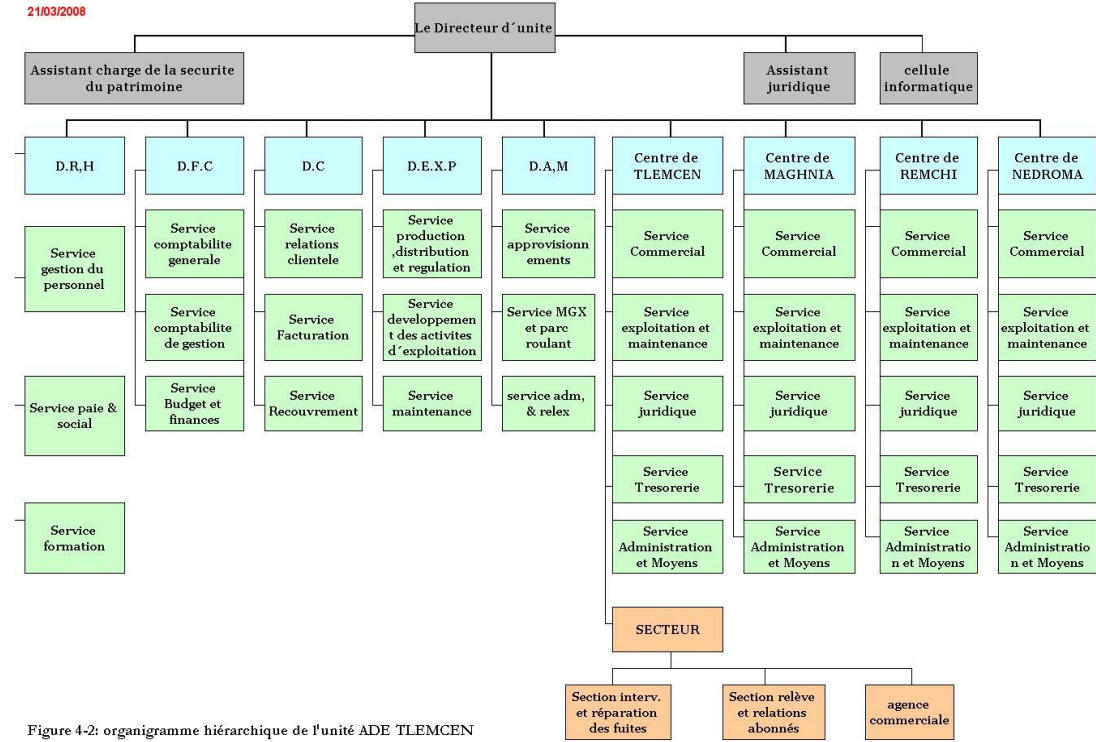 21/03/2008
Le Directeur d´unite
Assistant charge de la securite
du patrimoine
Assistant
juridique
cellule
informatique
D.R,H
D.F.C
D.C
D.E.X.P
D.A,M
Centre de
TLEMCEN
Centre de
MAGHNIA
Centre de
REMCHI
Centre de
NEDROMA
Service
gestion du
personnel
Service
comptabilite
generale
Service
relations
clientele
Service
production
,distribution
et regulation
Service
approvisionn
ements
Service
Commercial
Service
Commercial
Service
Commercial
Service
Commercial
Service
comptabilite
de gestion
Service
Facturation
Service
developpemen
t des activites
d´exploitation
Service MGX
et parc
roulant
Service
exploitation et
maintenance
Service
exploitation et
maintenance
Service
exploitation et
maintenance
Service
exploitation et
maintenance
Service paie &
social
Service
Budget et
finances
Service
Recouvrement
Service
maintenance
service adm,
& relex
Service
juridique
Service
juridique
Service
juridique
Service
juridique
Service
Tresorerie
Service
Tresorerie
Service
Tresorerie
Service
Tresorerie
Service
formation
Service
Administration
et Moyens
Service
Administration
et Moyens
Service
Administratio
n et Moyens
Service
Administratio
n et Moyens
SECTEUR
Section interv.
et réparation
des fuites
Section relève
et relations
abonnés
agence
commerciale
Figure 4-2: organigramme hiérarchique de l'unité ADE TLEMCEN